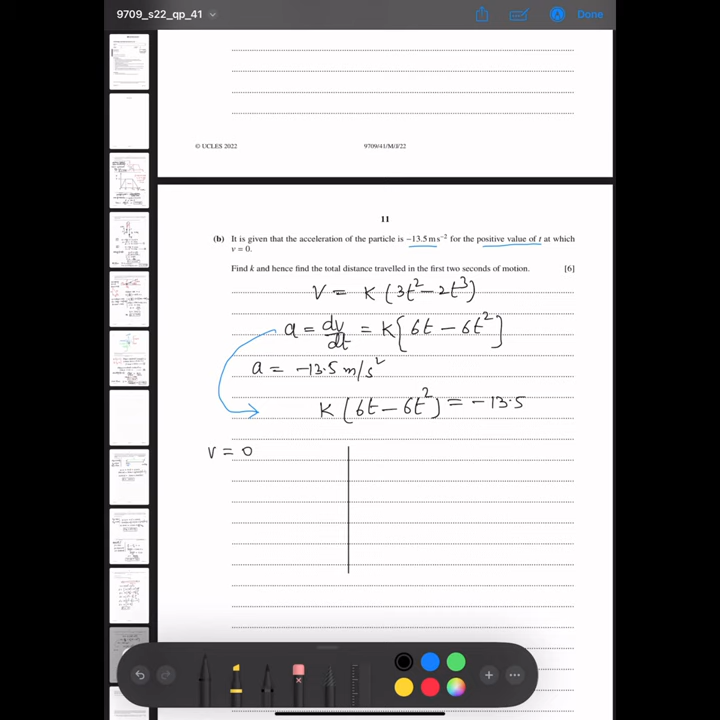 9709_s22_qp_41
Done
© UCLES 2022
9709/41/M/J/22
11
(b) It is given that the acceleration of the particle is −13.5 m s⁻² for the positive value of t at which
v = 0.
Find k and hence find the total distance travelled in the first two seconds of motion. [6]
V = K (3t² − 2t³)
a = dv/dt = K[6t − 6t²]
a = −13.5 m/s²
K (6t − 6t²) = −13.5
V = 0